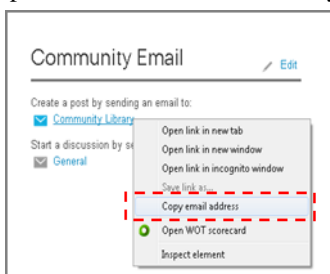 Community Email
Edit
Create a post by sending an email to:
Community Library
Start a discussion by se
General
Open link in new tab
Open link in new window
Open link in incognito window
Save link as...
Copy email address
Open WOT scorecard
Inspect element